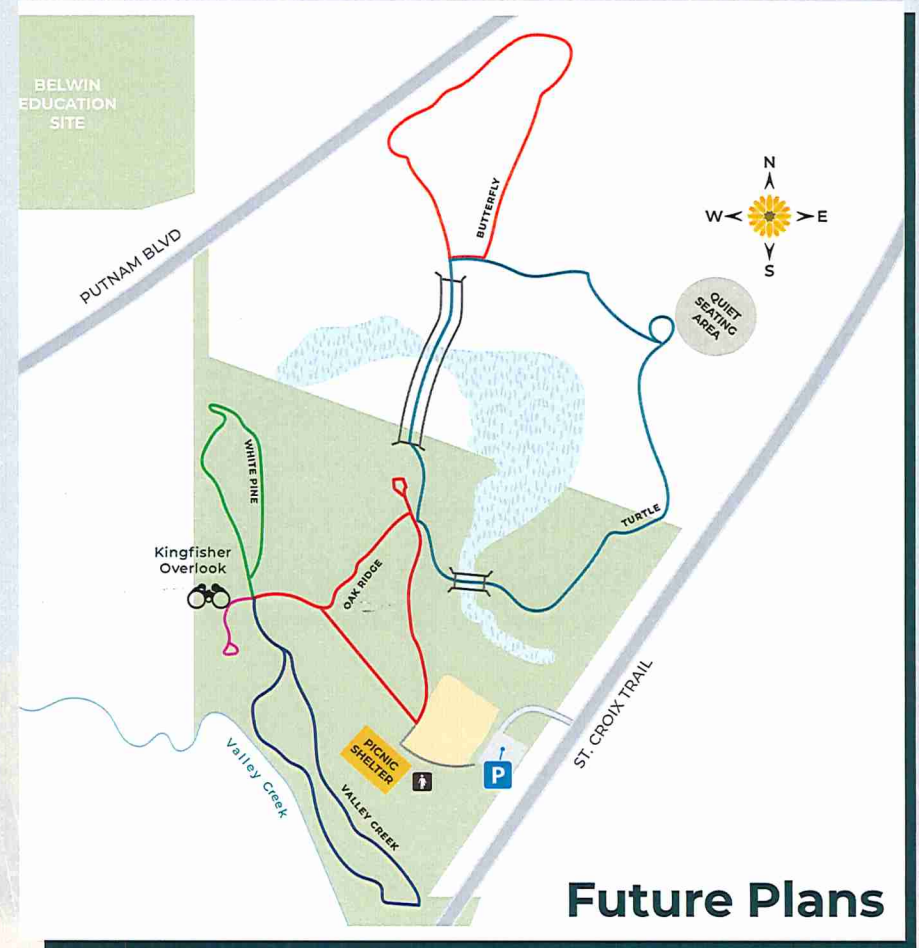 BELWIN
EDUCATION
SITE
PUTNAM BLVD
BUTTERFLY
N
W
E
S
QUIET
SEATING
AREA
WHITE PINE
TURTLE
Kingfisher
Overlook
OAK RIDGE
ST. CROIX TRAIL
Valley Creek
PICNIC
SHELTER
P
VALLEY CREEK
Future Plans